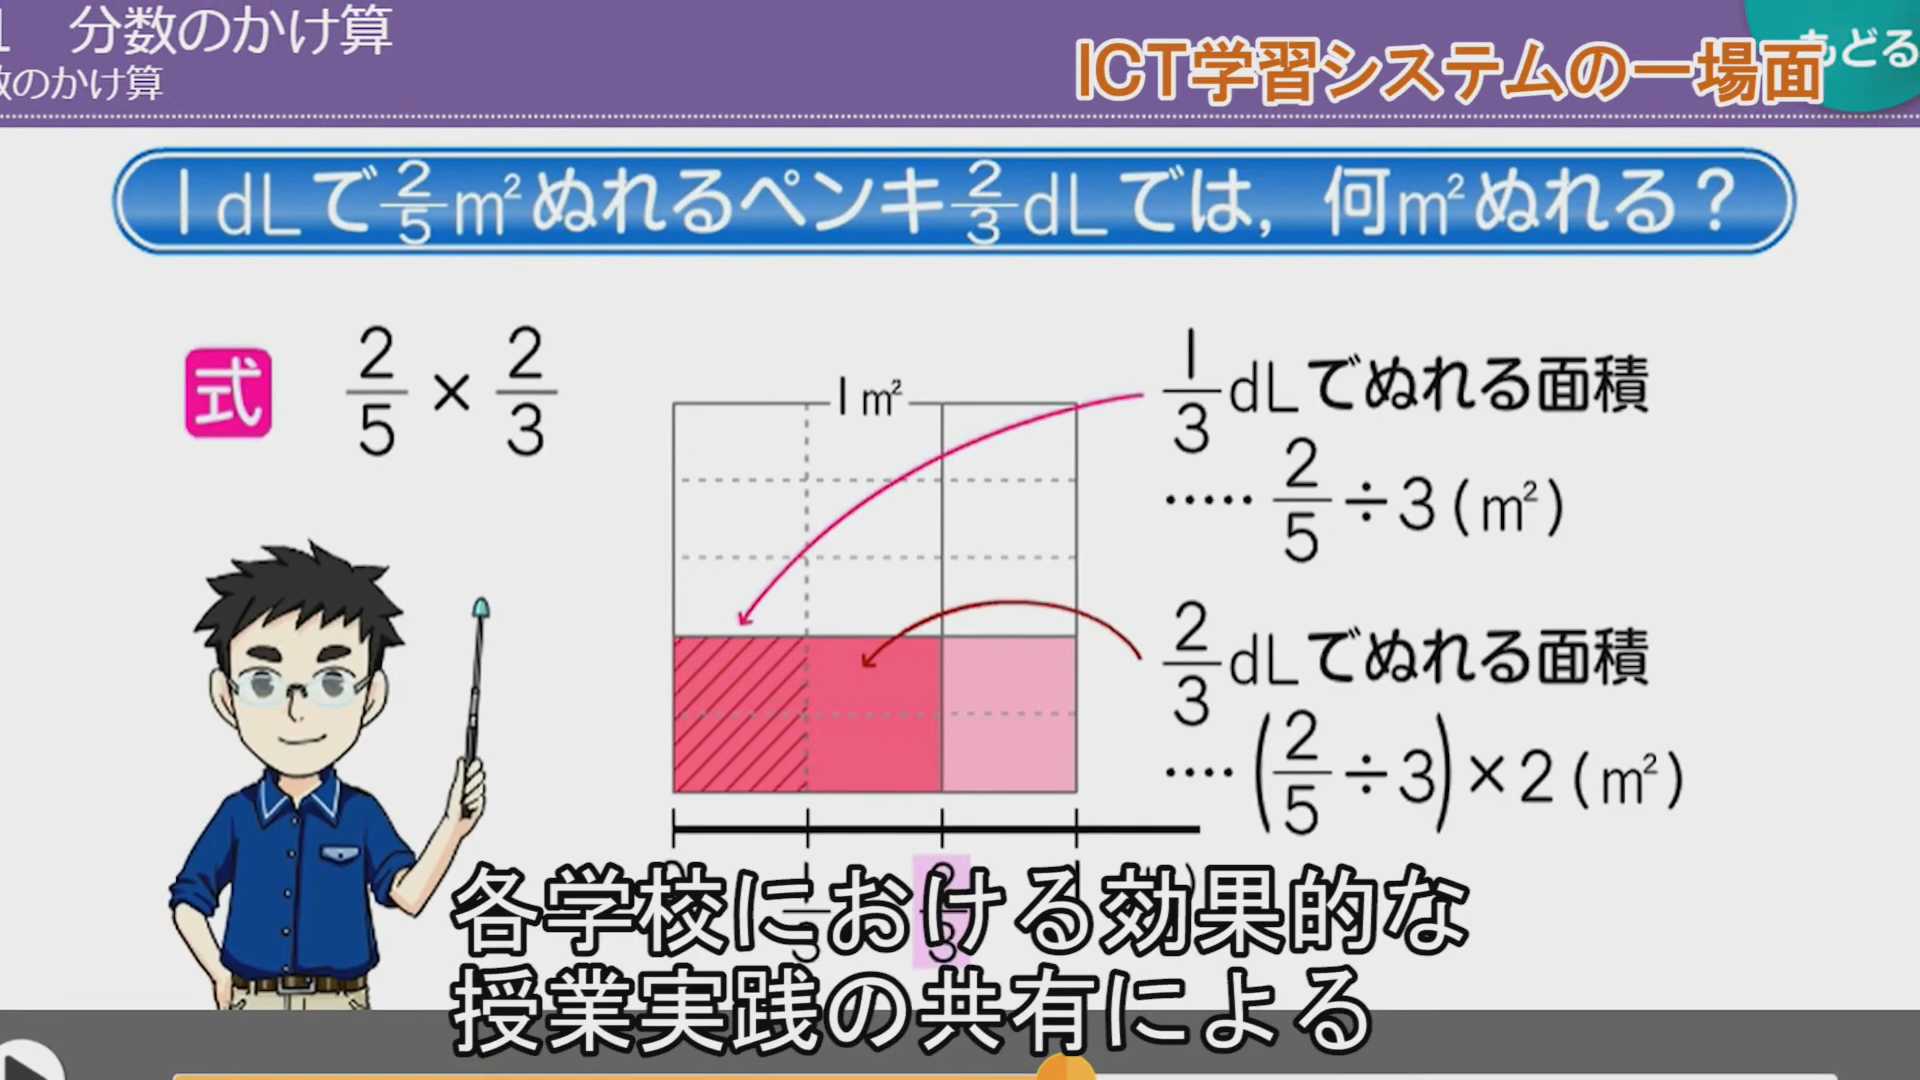 1 分数のかけ算
数のかけ算
ICT学習システムの一場面
もどる
1dLで2/5m²ぬれるペンキ2/3dLでは，何m²ぬれる？
式 2/5×2/3
1m²
1/3dLでぬれる面積
・・・・・2/5÷3(m²)
2/3dLでぬれる面積
・・・・(2/5÷3)×2(m²)
各学校における効果的な
授業実践の共有による